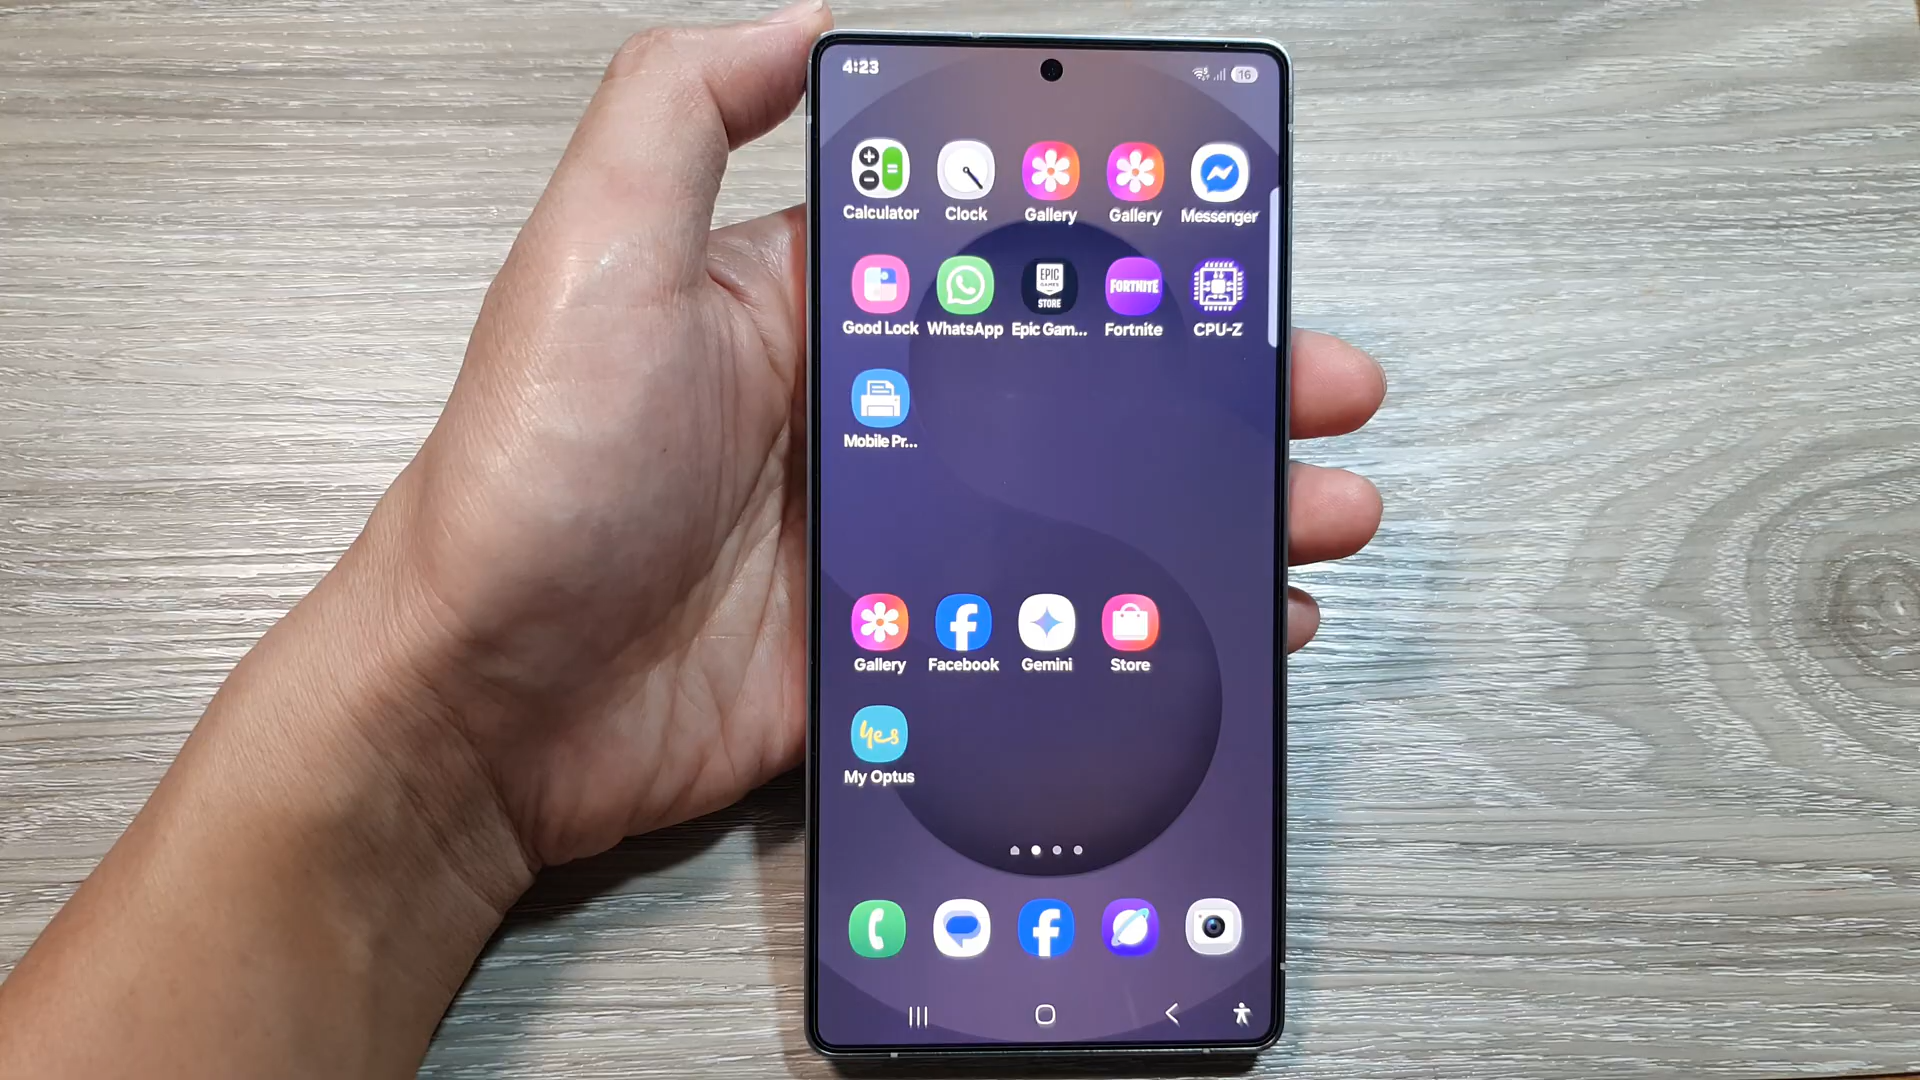 4:23
16
Calculator Clock Gallery Gallery Messenger
EPIC
GAMES
STORE
FORTNITE
Good Lock WhatsApp Epic Gam... Fortnite CPU-Z
Mobile Pr...
Gallery Facebook Gemini Store
yes
My Optus